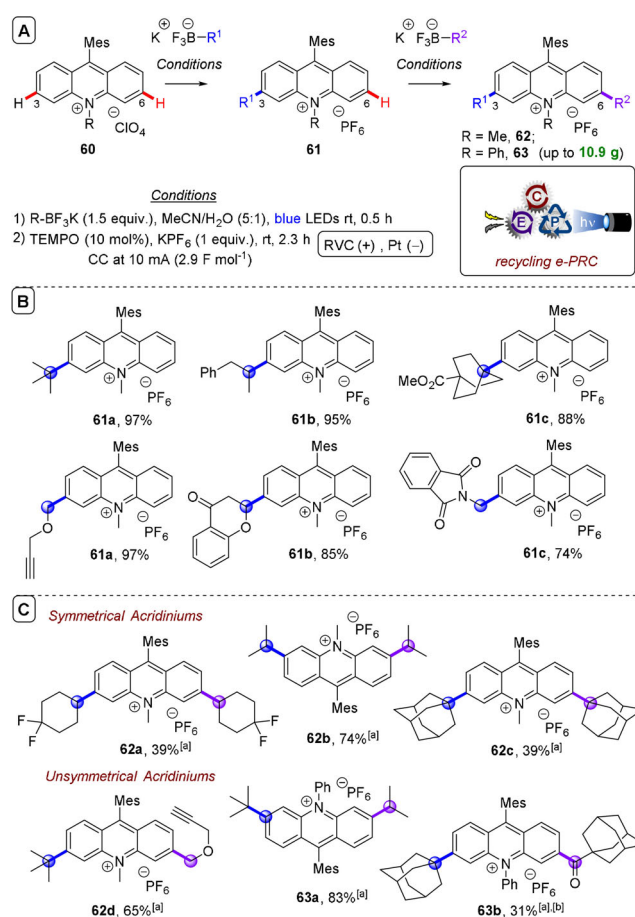 A
K⊕ F₃B⊖–R¹
K⊕ F₃B⊖–R²
Mes Conditions Mes Conditions Mes
H 3 6 H R¹ 3 6 H R¹ 3 6 R²
N⊕ R ⊖ClO₄ N⊕ R ⊖PF₆ N⊕ R ⊖PF₆
60 61 R = Me, 62;
R = Ph, 63 (up to 10.9 g)
Conditions
1) R-BF₃K (1.5 equiv.), MeCN/H₂O (5:1), blue LEDs rt, 0.5 h
2) TEMPO (10 mol%), KPF₆ (1 equiv.), rt, 2.3 h
CC at 10 mA (2.9 F mol⁻¹)
RVC (+) , Pt (−)
C
E P hν
recycling e-PRC
B
Mes Mes Mes
Ph MeO₂C
N⊕ ⊖PF₆ N⊕ ⊖PF₆ N⊕ ⊖PF₆
61a, 97% 61b, 95% 61c, 88%
Mes Mes Mes
O O O N O
O N⊕ ⊖PF₆ O N⊕ ⊖PF₆ N⊕ ⊖PF₆
61a, 97% 61b, 85% 61c, 74%
C
Symmetrical Acridiniums
Mes N⊕ ⊖PF₆ Mes
F F N⊕ ⊖PF₆ F F Mes N⊕ ⊖PF₆
62a, 39%[a] 62b, 74%[a] 62c, 39%[a]
Unsymmetrical Acridiniums
Mes Ph N⊕ ⊖PF₆ Mes
N⊕ ⊖PF₆ O Mes N⊕ Ph ⊖PF₆ O
62d, 65%[a] 63a, 83%[a] 63b, 31%[a],[b]